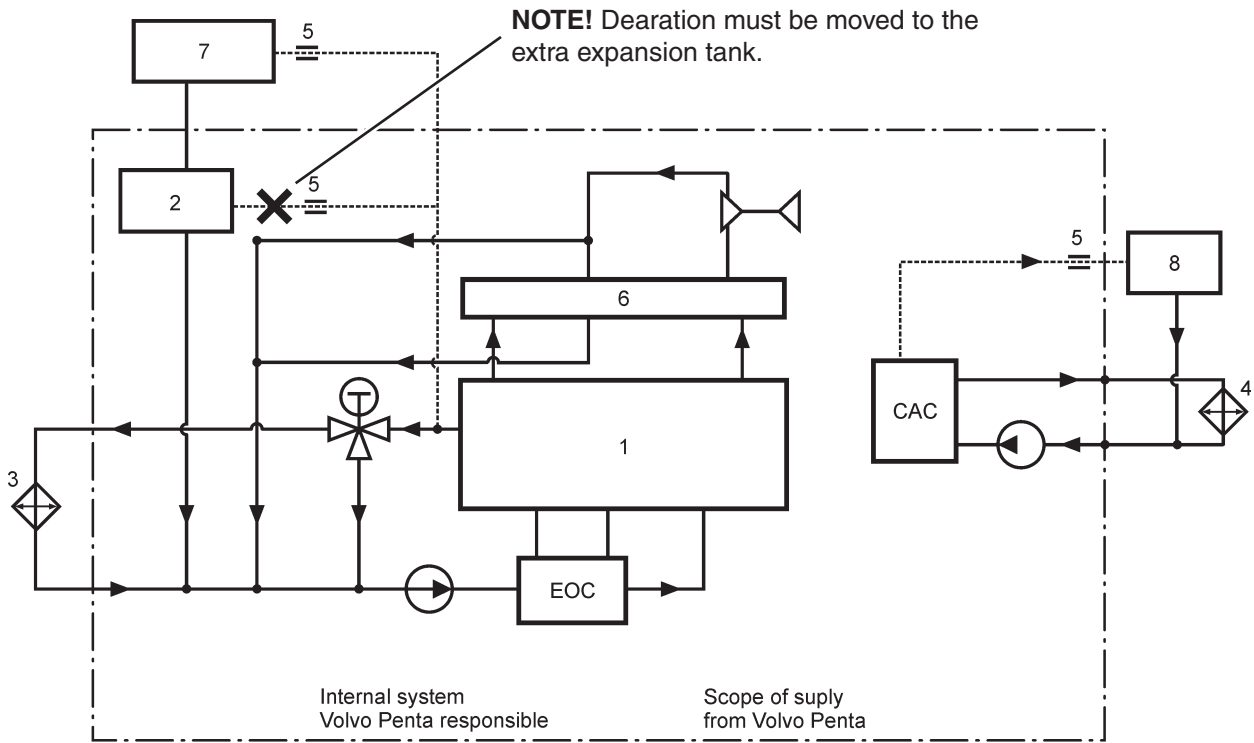 NOTE! Dearation must be moved to the
extra expansion tank.
7
5
2
5
6
5
8
CAC
4
1
3
EOC
Internal system
Volvo Penta responsible
Scope of suply
from Volvo Penta